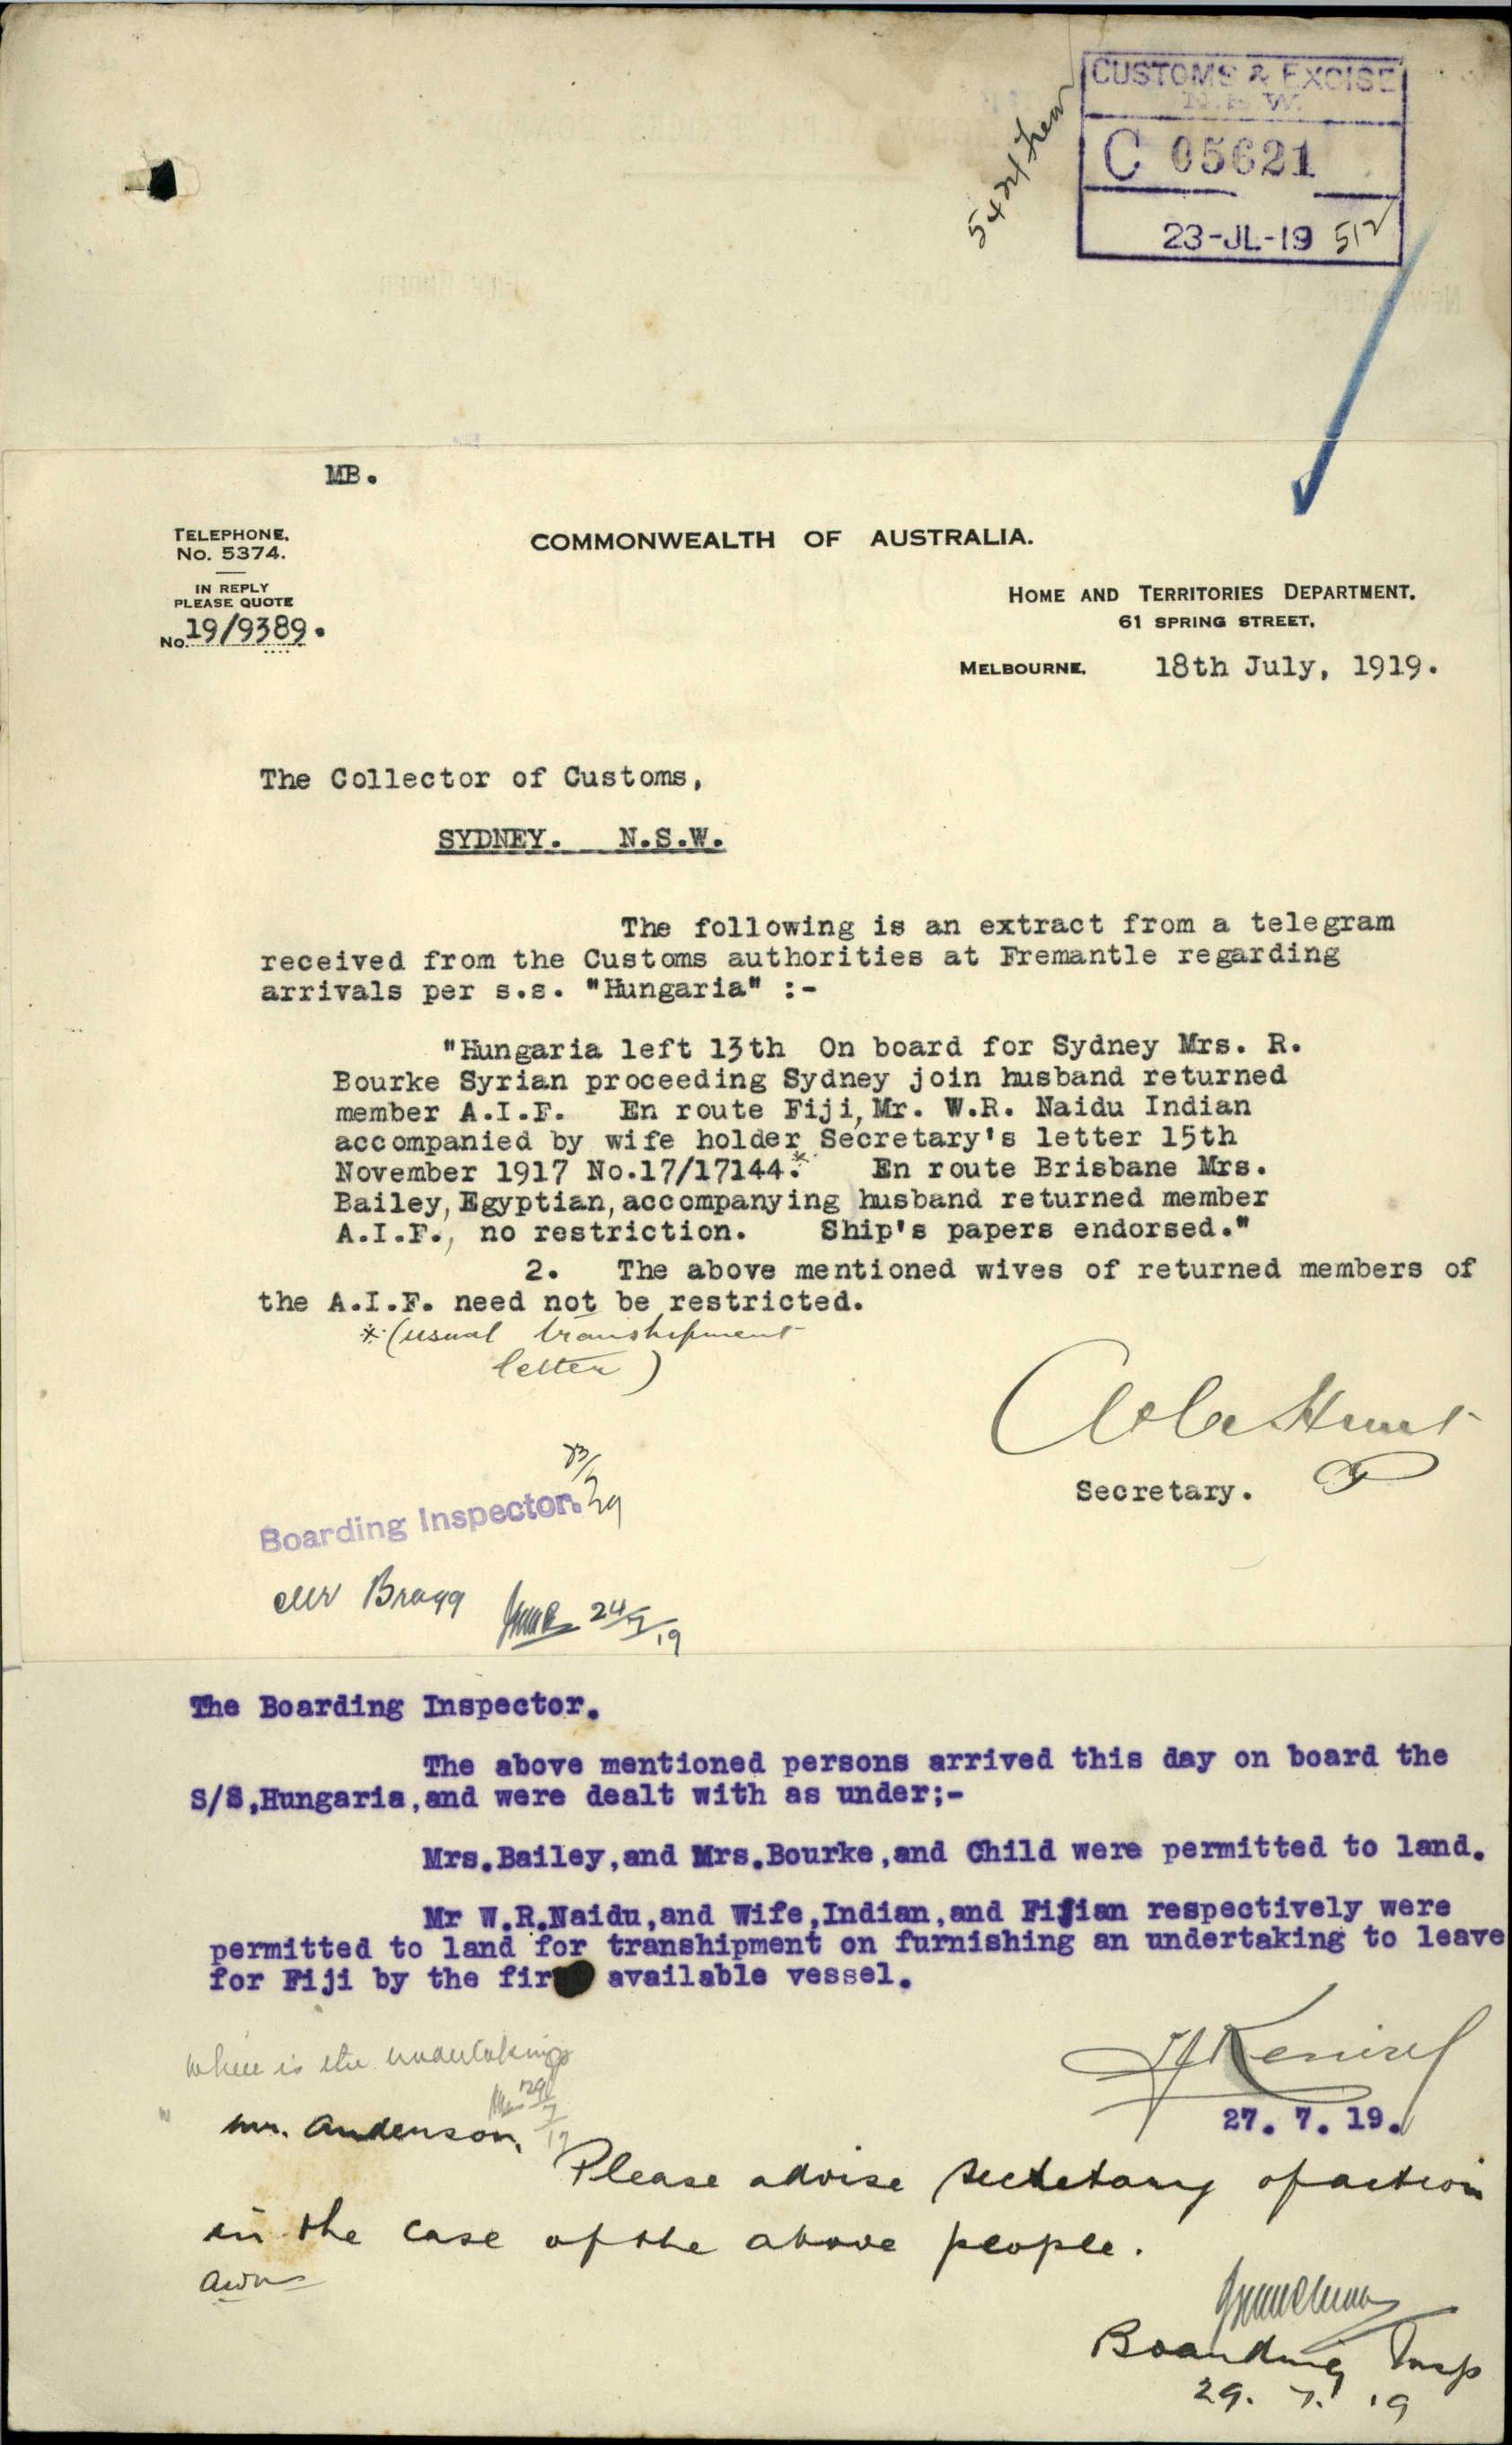 CUSTOMS & EXCISE
N.S.W.
C 05621
23-JL-19 512
MB.
TELEPHONE.
No. 5374.
IN REPLY
PLEASE QUOTE
No. 19/9389.
COMMONWEALTH OF AUSTRALIA.
HOME AND TERRITORIES DEPARTMENT.
61 SPRING STREET.
MELBOURNE. 18th July, 1919.
The Collector of Customs,
SYDNEY. N.S.W.
The following is an extract from a telegram
received from the Customs authorities at Fremantle regarding
arrivals per s.s. "Hungaria" :-
"Hungaria left 13th On board for Sydney Mrs. R.
Bourke Syrian proceeding Sydney join husband returned
member A.I.F. En route Fiji, Mr. W.R. Naidu Indian
accompanied by wife holder Secretary's letter 15th
November 1917 No.17/17144.* En route Brisbane Mrs.
Bailey, Egyptian, accompanying husband returned member
A.I.F., no restriction. Ship's papers endorsed."
2. The above mentioned wives of returned members of
the A.I.F. need not be restricted.
* (usual transhipment
letter)
Secretary.
Boarding Inspector.
Mr Bragg 24/7/19
The Boarding Inspector.
The above mentioned persons arrived this day on board the
S/S,Hungaria,and were dealt with as under;-
Mrs.Bailey,and Mrs.Bourke,and Child were permitted to land.
Mr W.R.Naidu,and Wife,Indian,and Fijian respectively were
permitted to land for transhipment on furnishing an undertaking to leave
for Fiji by the available vessel.
27. 7. 19.
Where is the undertaking
29/7/19
Mr. Anderson,
Please advise Secretary of action
in the case of the above people.
Boarding Insp
29. 7. 19